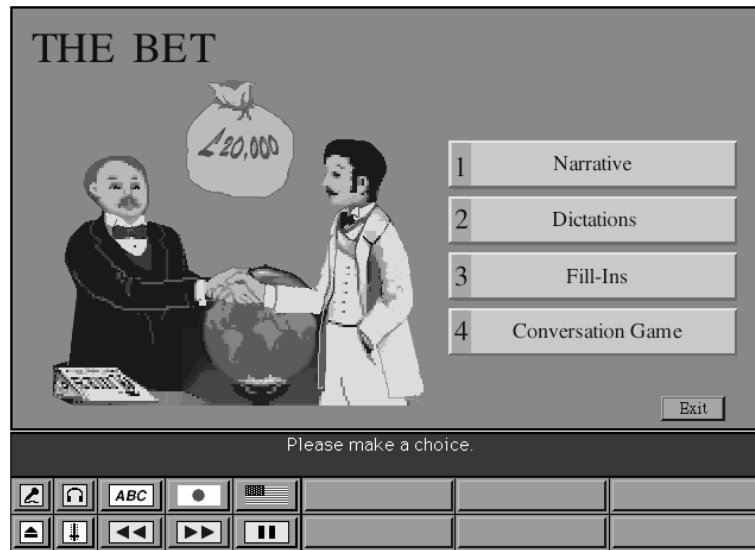 THE BET
£20,000
1 Narrative
2 Dictations
3 Fill-Ins
4 Conversation Game
Exit
Please make a choice.
ABC